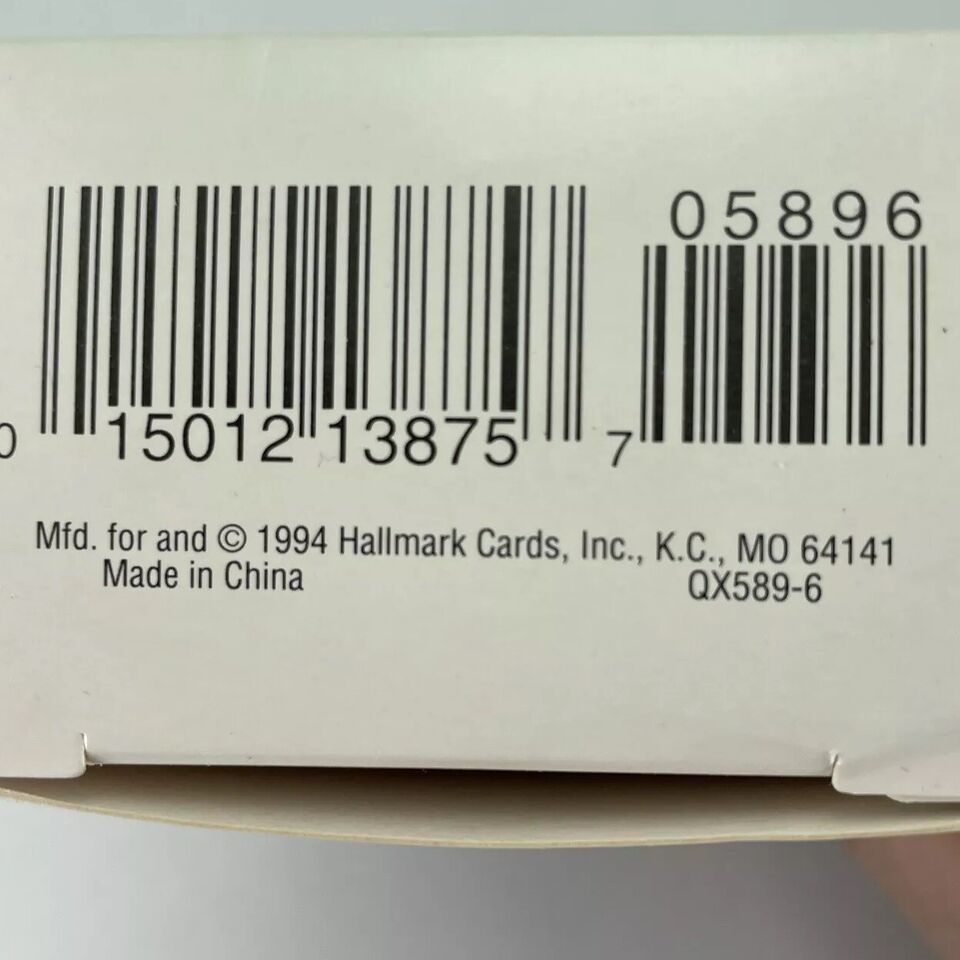 05896
0 15012 13875 7
Mfd. for and © 1994 Hallmark Cards, Inc., K.C., MO 64141
Made in China QX589-6